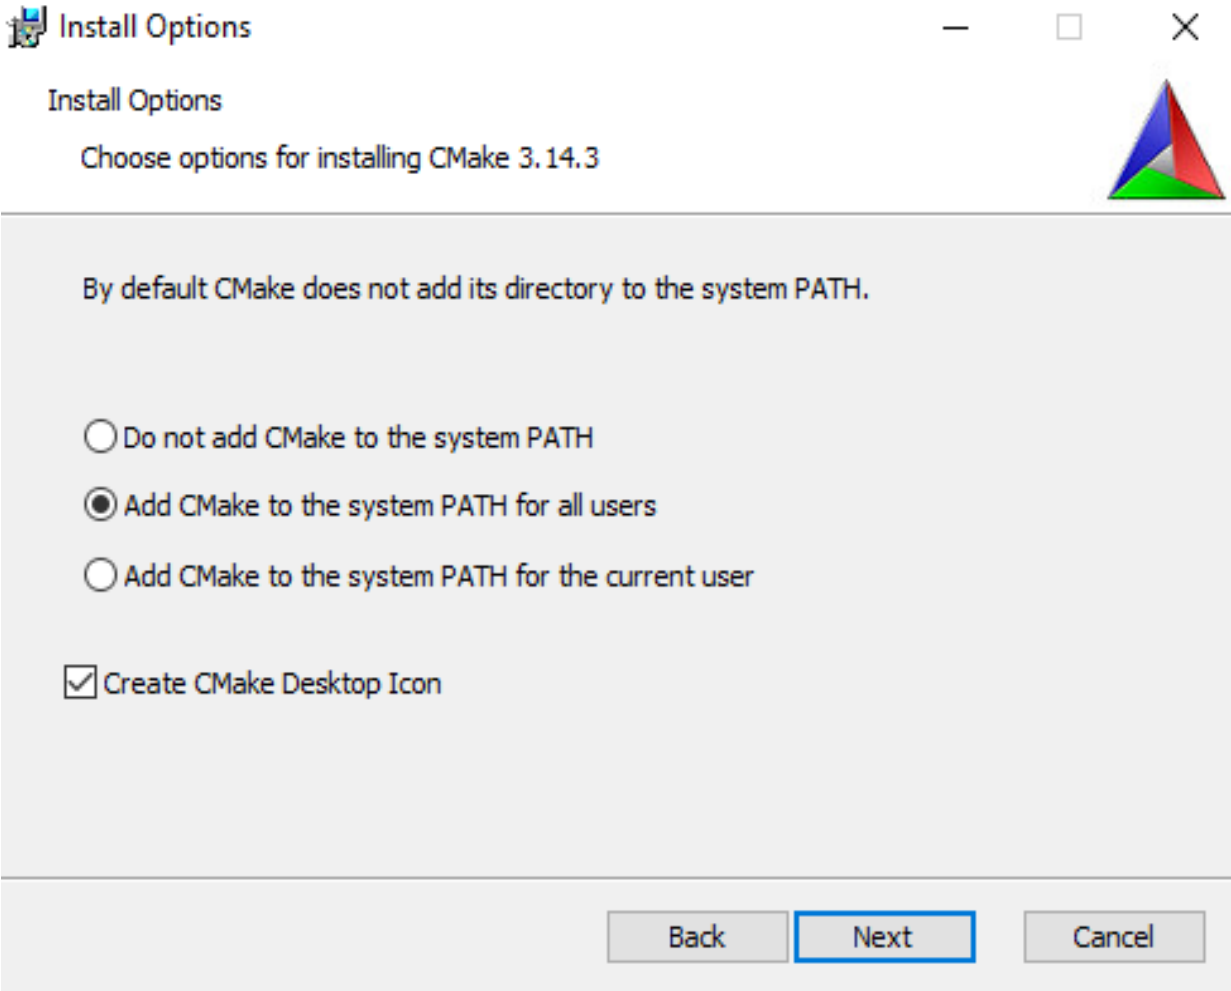 Install Options
Install Options
Choose options for installing CMake 3.14.3
By default CMake does not add its directory to the system PATH.
Do not add CMake to the system PATH
Add CMake to the system PATH for all users
Add CMake to the system PATH for the current user
Create CMake Desktop Icon
Back Next Cancel